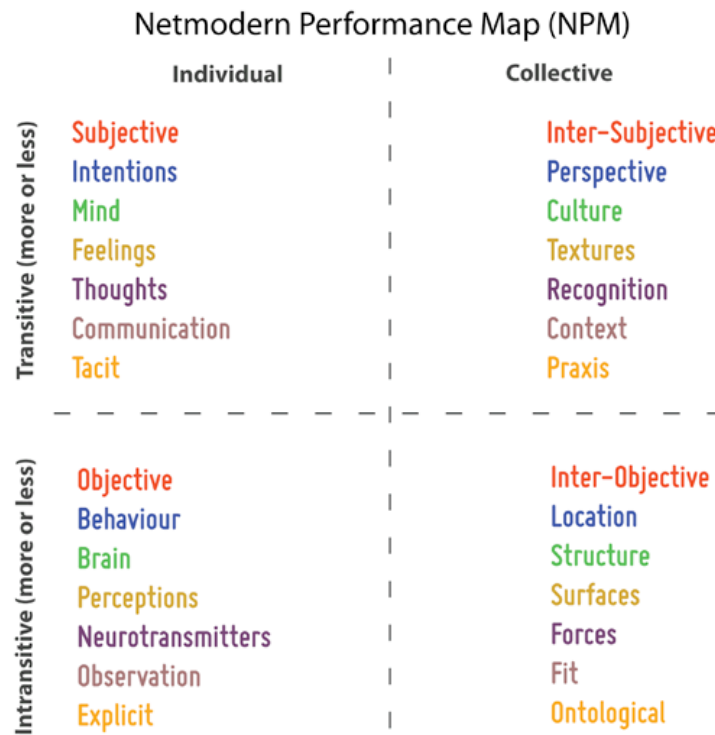 Netmodern Performance Map (NPM)
Individual
Collective
Transitive (more or less)
Subjective
Intentions
Mind
Feelings
Thoughts
Communication
Tacit
Inter-Subjective
Perspective
Culture
Textures
Recognition
Context
Praxis
Intransitive (more or less)
Objective
Behaviour
Brain
Perceptions
Neurotransmitters
Observation
Explicit
Inter-Objective
Location
Structure
Surfaces
Forces
Fit
Ontological